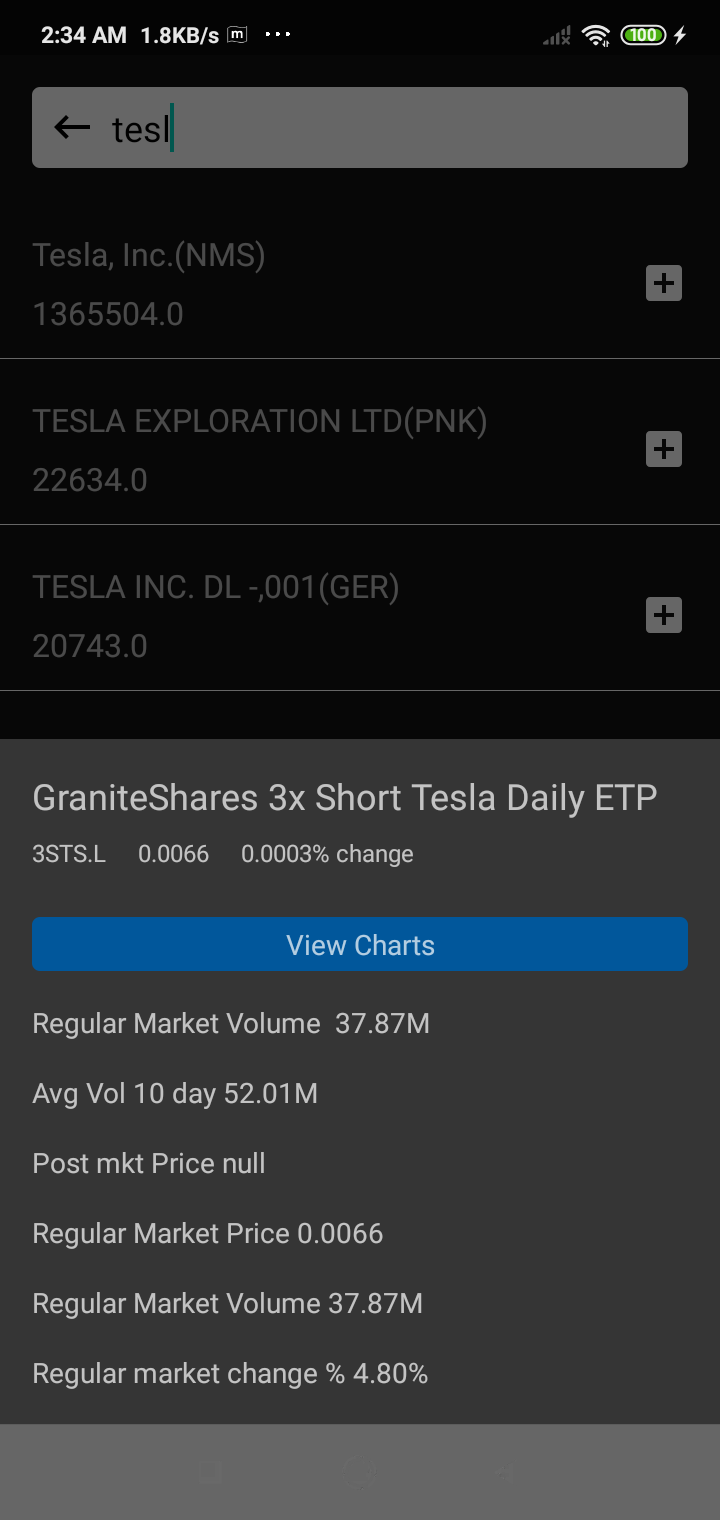 2:34 AM 1.8KB/s m ...
100
tesl
Tesla, Inc.(NMS)
1365504.0
TESLA EXPLORATION LTD(PNK)
22634.0
TESLA INC. DL -,001(GER)
20743.0
GraniteShares 3x Short Tesla Daily ETP
3STS.L 0.0066 0.0003% change
View Charts
Regular Market Volume 37.87M
Avg Vol 10 day 52.01M
Post mkt Price null
Regular Market Price 0.0066
Regular Market Volume 37.87M
Regular market change % 4.80%